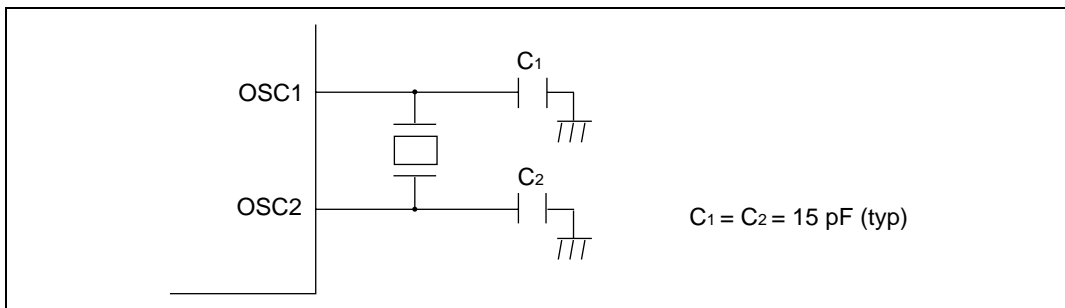 C1
OSC1
C2
OSC2
C1 = C2 = 15 pF (typ)